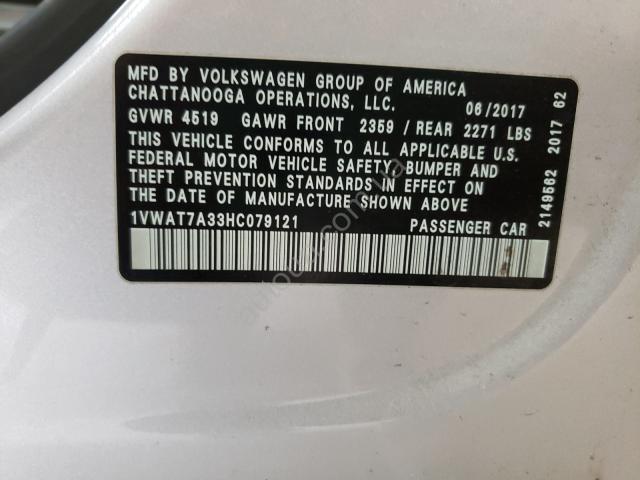 MFD BY VOLKSWAGEN GROUP OF AMERICA
CHATTANOOGA OPERATIONS, LLC. 06/2017
GVWR 4519 GAWR FRONT 2359 / REAR 2271 LBS
THIS VEHICLE CONFORMS TO ALL APPLICABLE U.S.
FEDERAL MOTOR VEHICLE SAFETY, BUMPER AND
THEFT PREVENTION STANDARDS IN EFFECT ON
THE DATE OF MANUFACTURE SHOWN ABOVE.
1VWAT7A33HC079121 PASSENGER CAR
2149562 2017 62